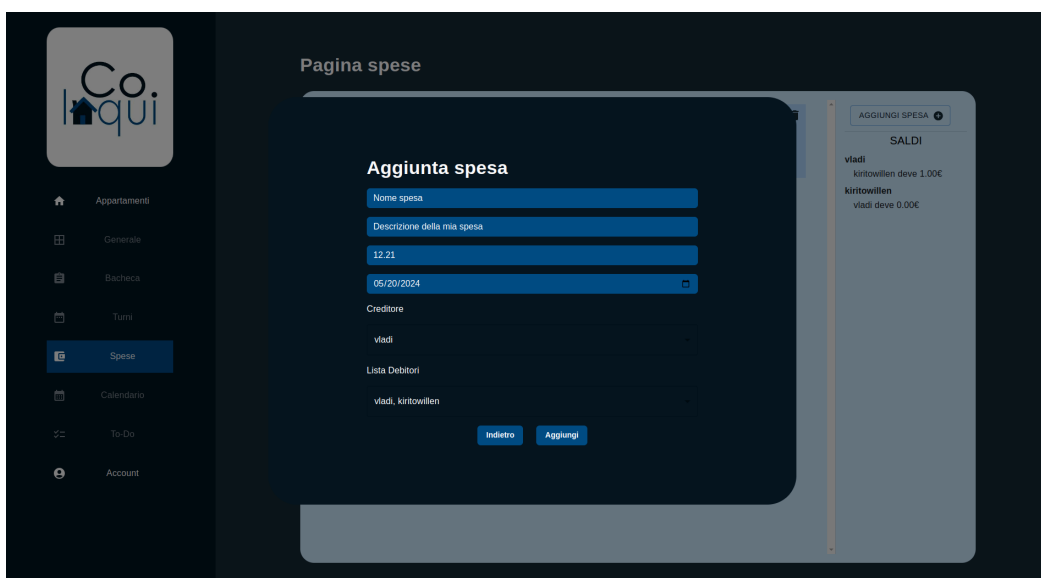 Co.
Inqui
Appartamenti
Generale
Bacheca
Turni
Spese
Calendario
To-Do
Account
Pagina spese
Aggiunta spesa
Nome spesa
Descrizione della mia spesa
12.21
05/20/2024
Creditore
vladi
Lista Debitori
vladi, kiritowillen
Indietro
Aggiungi
AGGIUNGI SPESA
SALDI
vladi
kiritowillen deve 1.00€
kiritowillen
vladi deve 0.00€